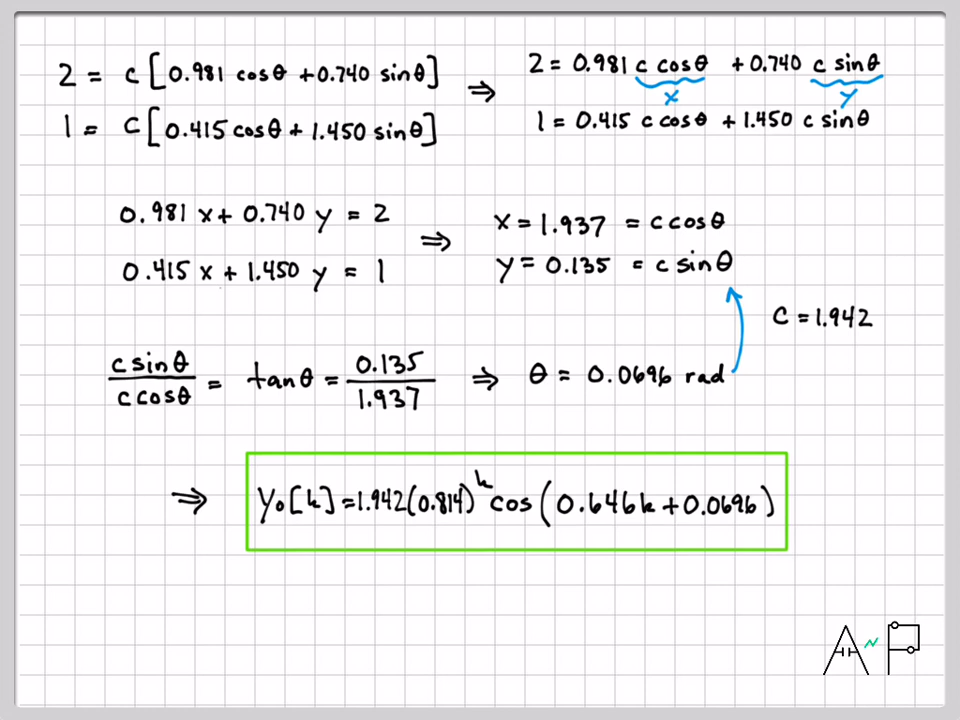 2 = c [0.981 cosθ + 0.740 sinθ] ⇒ 2 = 0.981 c cosθ + 0.740 c sinθ
x y
1 = c [0.415 cosθ + 1.450 sinθ] 1 = 0.415 c cosθ + 1.450 c sinθ
0.981 x + 0.740 y = 2 ⇒ x = 1.937 = c cosθ
0.415 x + 1.450 y = 1 y = 0.135 = c sinθ
c = 1.942
c sinθ / c cosθ = tanθ = 0.135 / 1.937 ⇒ θ = 0.0696 rad
⇒ y₀[k] = 1.942 (0.814)^k cos (0.646k + 0.0696)